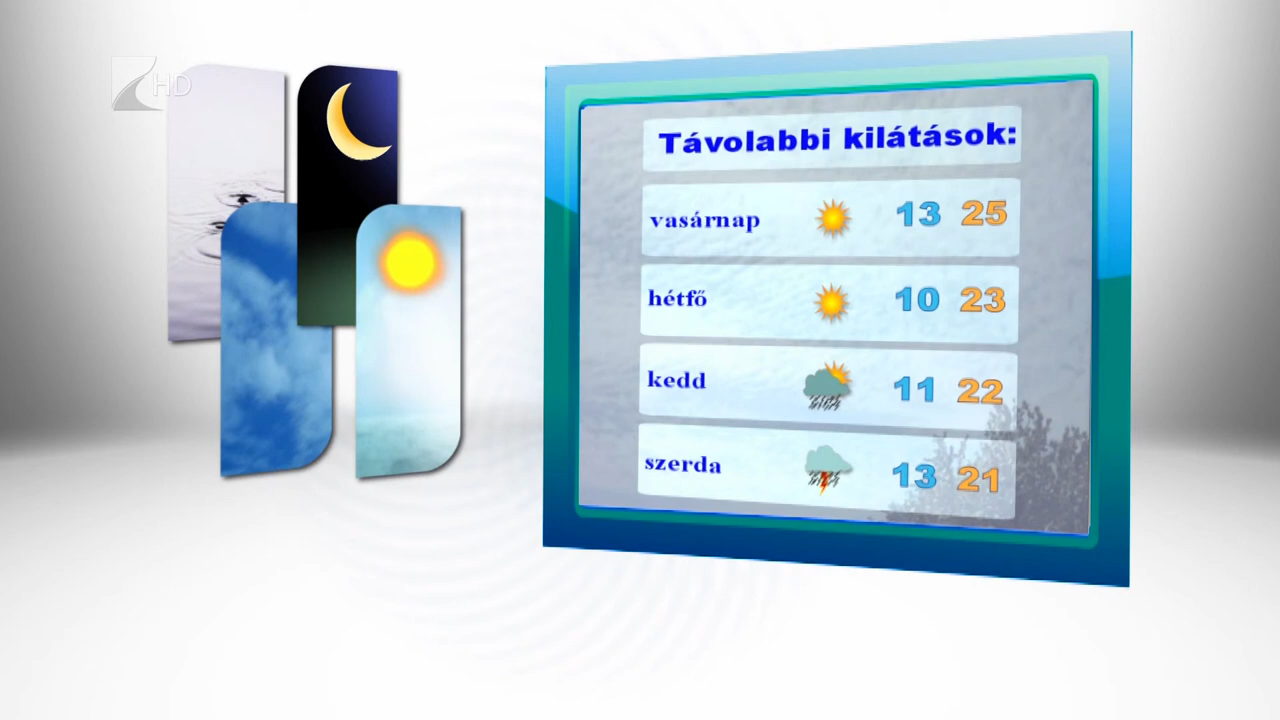 HD
Távolabbi kilátások:
vasárnap 13 25
hétfő 10 23
kedd 11 22
szerda 13 21